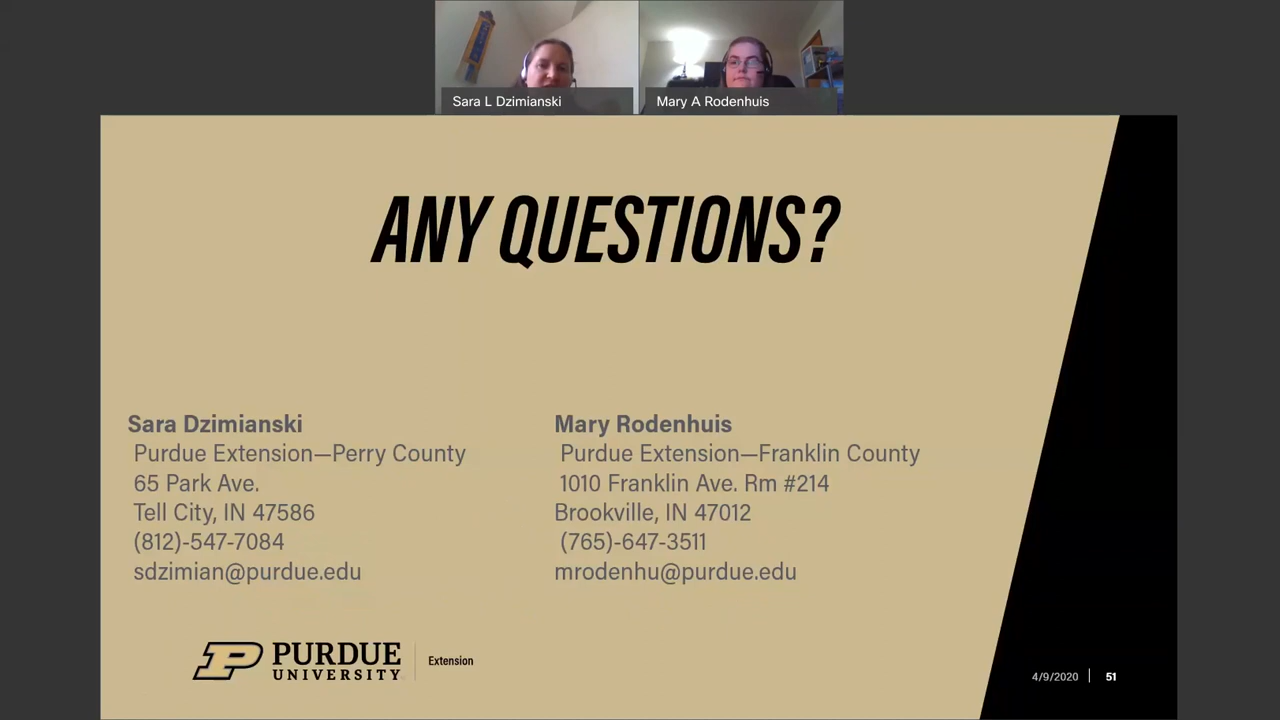 Sara L Dzimianski
Mary A Rodenhuis
ANY QUESTIONS?
Sara Dzimianski
Purdue Extension—Perry County
65 Park Ave.
Tell City, IN 47586
(812)-547-7084
sdzimian@purdue.edu
Mary Rodenhuis
Purdue Extension—Franklin County
1010 Franklin Ave. Rm #214
Brookville, IN 47012
(765)-647-3511
mrodenhu@purdue.edu
P PURDUE
UNIVERSITY
Extension
4/9/2020
51